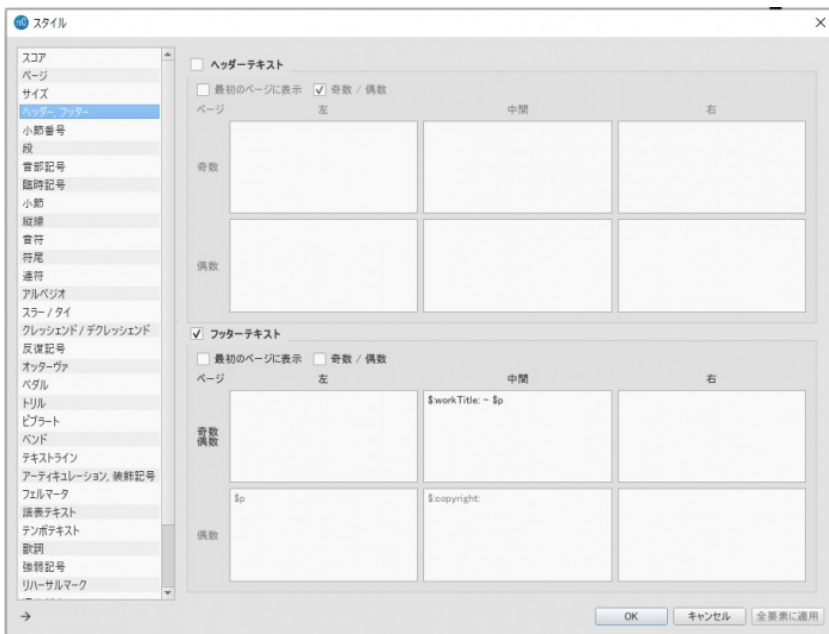 スタイル
スコア
ページ
サイズ
ヘッダー, フッター
小節番号
段
音部記号
臨時記号
小節
縦線
音符
符尾
連符
アルペジオ
スラー / タイ
クレッシェンド / デクレッシェンド
反復記号
オッターヴァ
ペダル
トリル
ビブラート
ベンド
テキストライン
アーティキュレーション, 装飾記号
フェルマータ
譜表テキスト
テンポテキスト
歌詞
強弱記号
リハーサルマーク
ヘッダーテキスト
最初のページに表示 奇数 / 偶数
ページ 左 中間 右
奇数
偶数
フッターテキスト
最初のページに表示 奇数 / 偶数
ページ 左 中間 右
奇数
偶数
$:workTitle: - $p
偶数 $p $:copyright:
OK キャンセル 全要素に適用